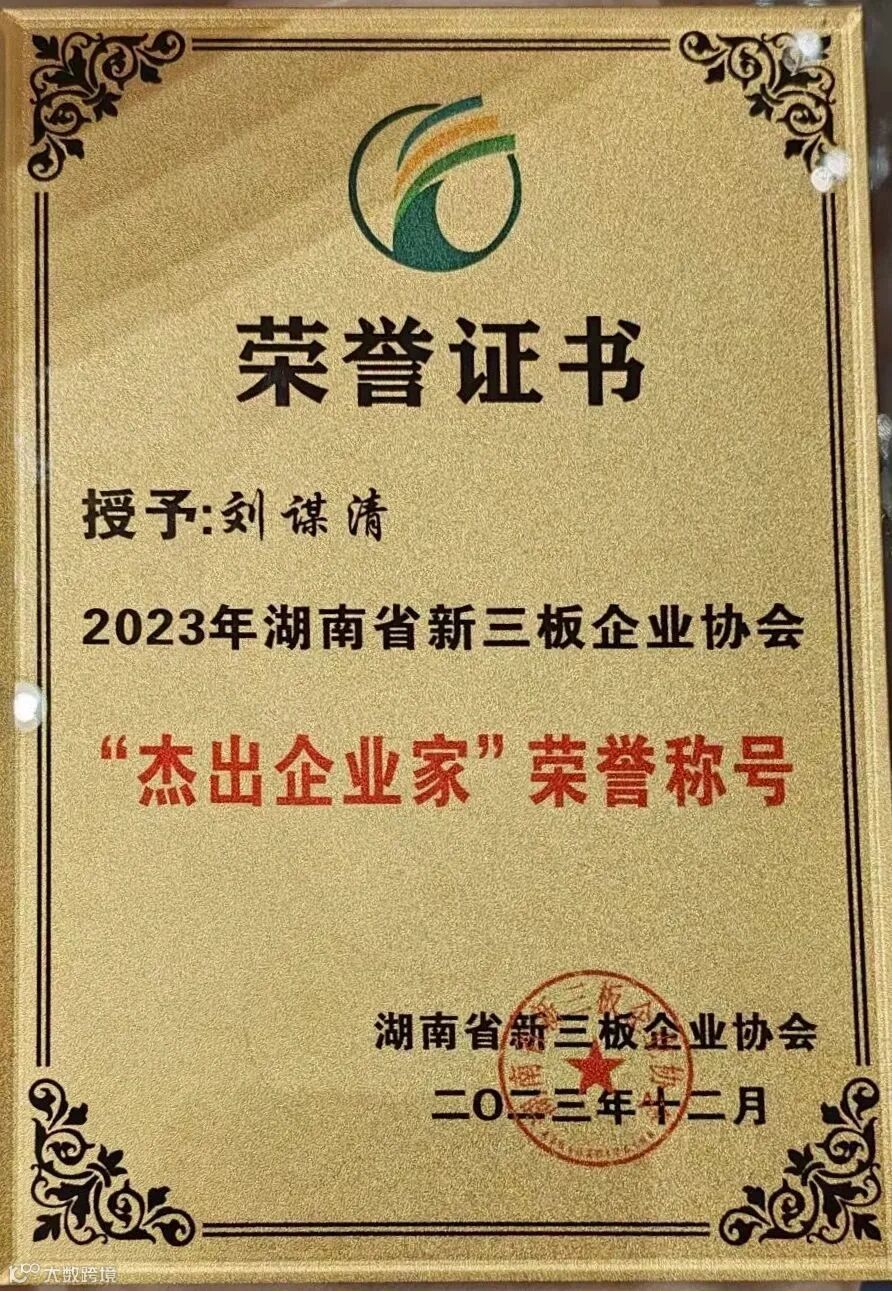 荣誉证书
授予:刘谋清
2023年湖南省新三板企业协会
“杰出企业家”荣誉称号
湖南省新三板企业协会
二〇二三年十二月
大数跨境